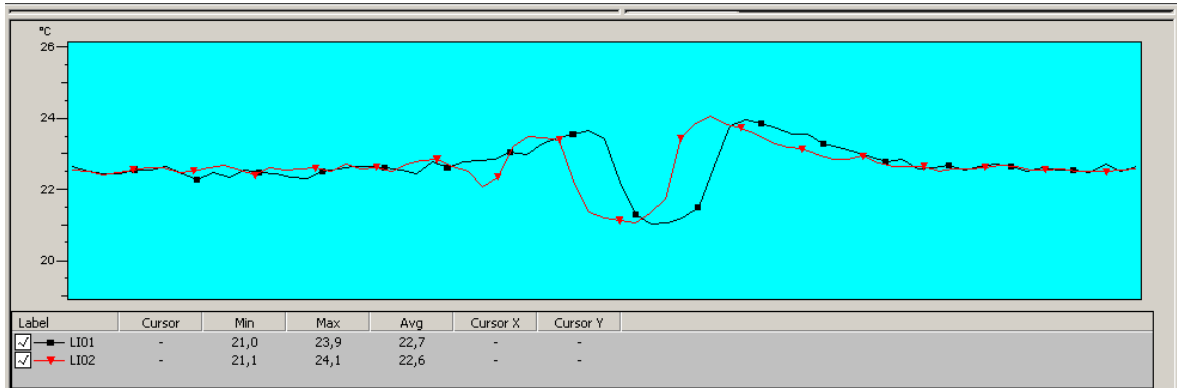 °C
26
24
22
20
Label Cursor Min Max Avg Cursor X Cursor Y
LI01 - 21,0 23,9 22,7 - -
LI02 - 21,1 24,1 22,6 - -